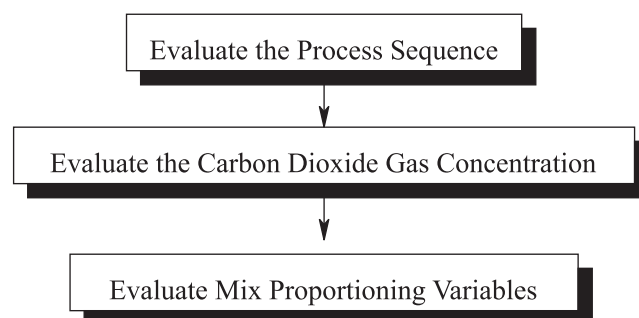 Evaluate the Process Sequence
Evaluate the Carbon Dioxide Gas Concentration
Evaluate Mix Proportioning Variables